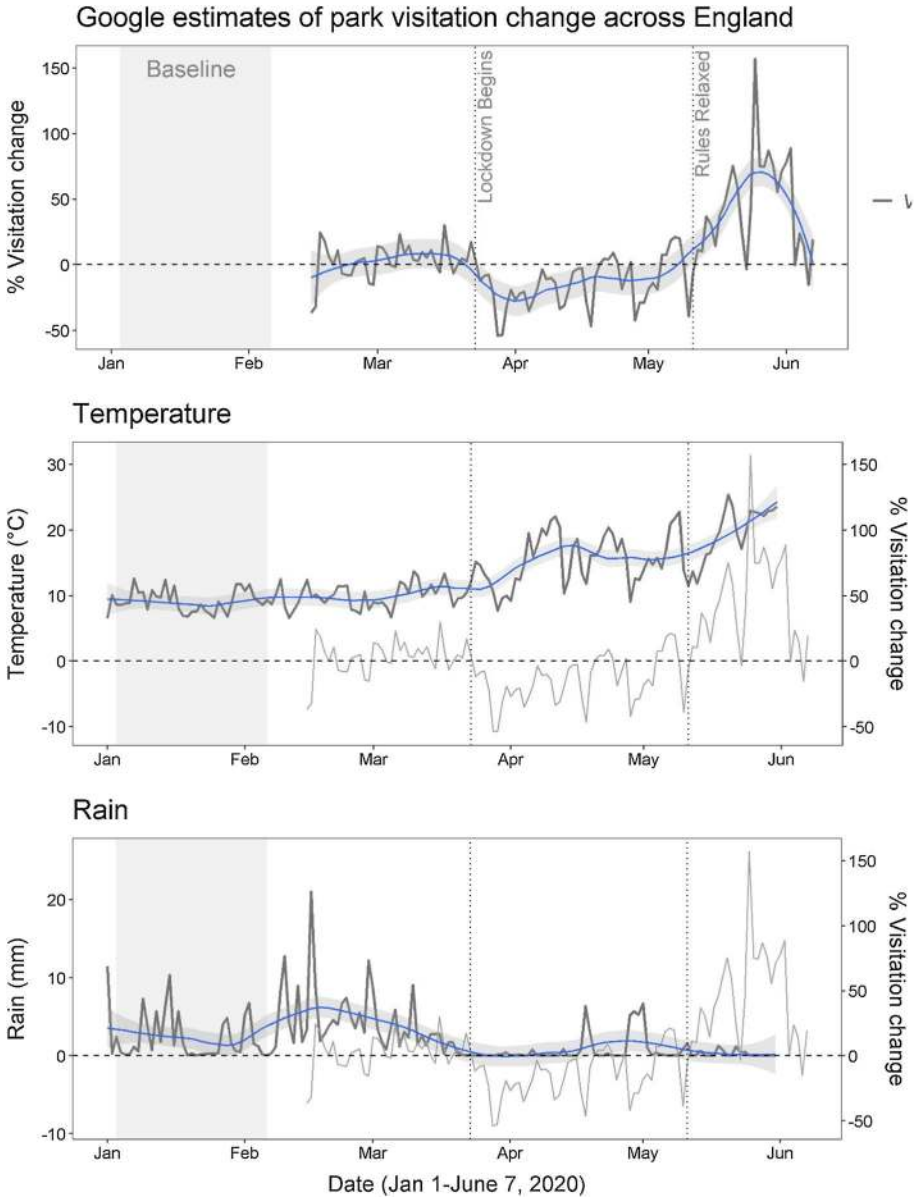 Google estimates of park visitation change across England
% Visitation change
150
100
50
0
-50
Baseline
Lockdown Begins
Rules Relaxed
Jan Feb Mar Apr May Jun
Temperature
Temperature (°C)
30
20
10
0
-10
% Visitation change
150
100
50
0
-50
Jan Feb Mar Apr May Jun
Rain
Rain (mm)
20
10
0
-10
% Visitation change
150
100
50
0
-50
Jan Feb Mar Apr May Jun
Date (Jan 1-June 7, 2020)